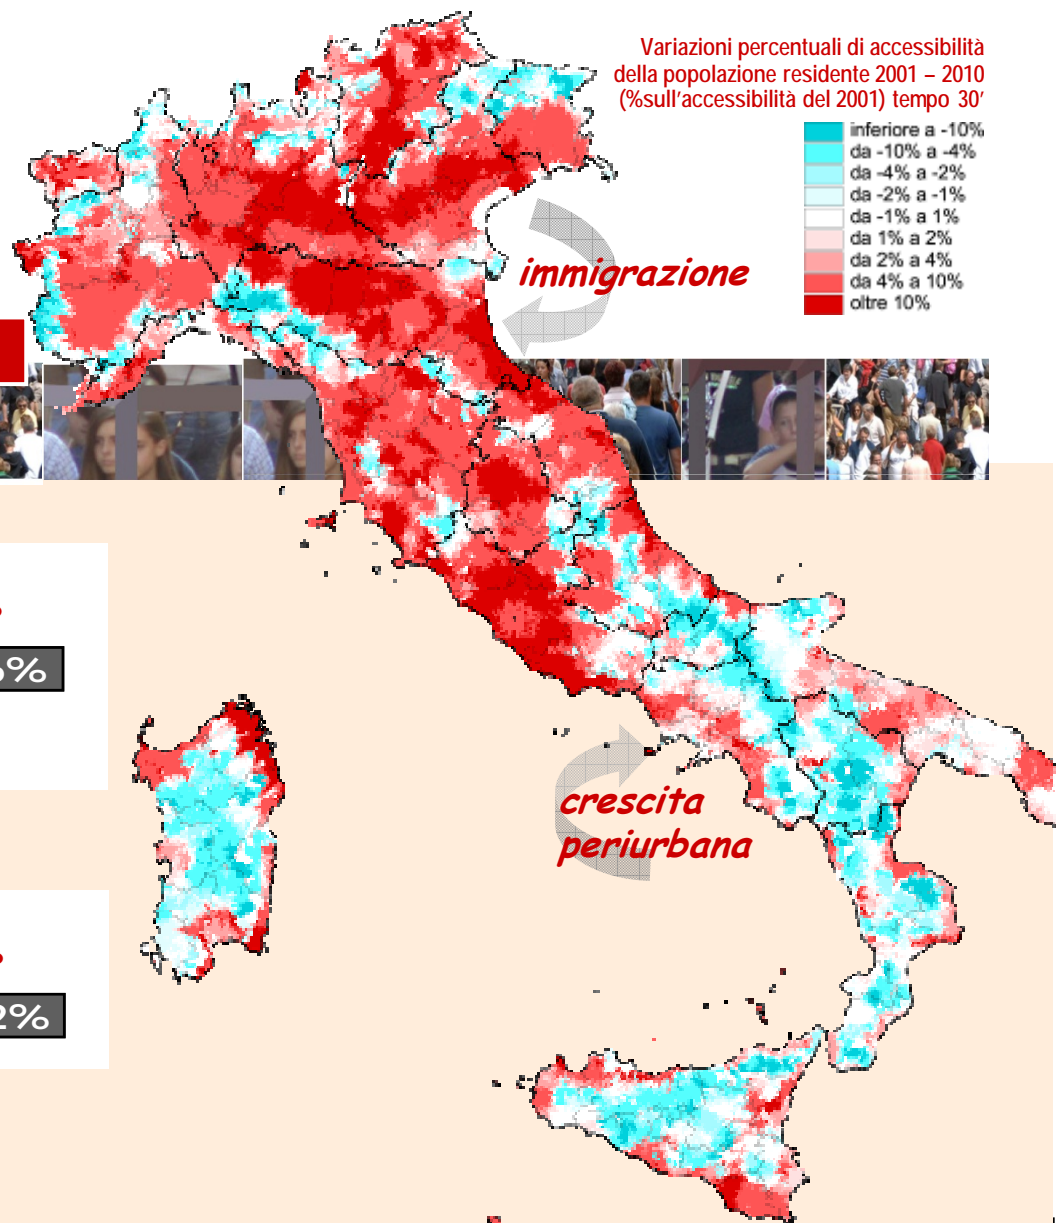 Variazioni percentuali di accessibilità
della popolazione residente 2001 – 2010
(%sull'accessibilità del 2001) tempo 30'
inferiore a -10%
da -10% a -4%
da -4% a -2%
da -2% a -1%
da -1% a 1%
da 1% a 2%
da 2% a 4%
da 4% a 10%
oltre 10%
immigrazione
crescita
periurbana
2%